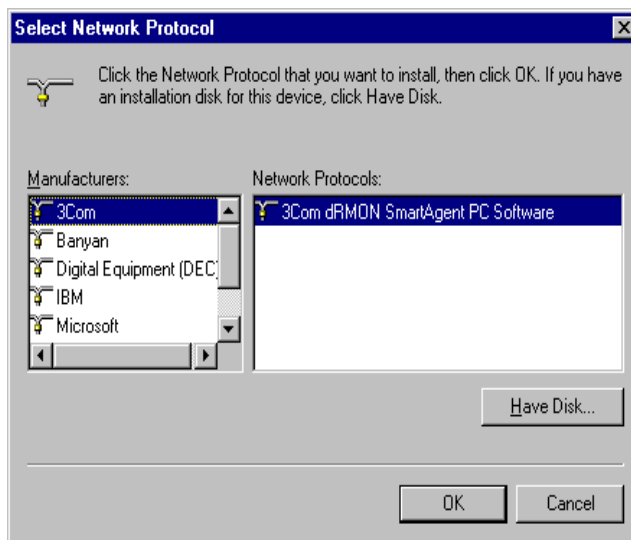 Select Network Protocol
Click the Network Protocol that you want to install, then click OK. If you have
an installation disk for this device, click Have Disk.
Manufacturers:
3Com
Banyan
Digital Equipment (DEC)
IBM
Microsoft
Network Protocols:
3Com dRMON SmartAgent PC Software
Have Disk...
OK
Cancel